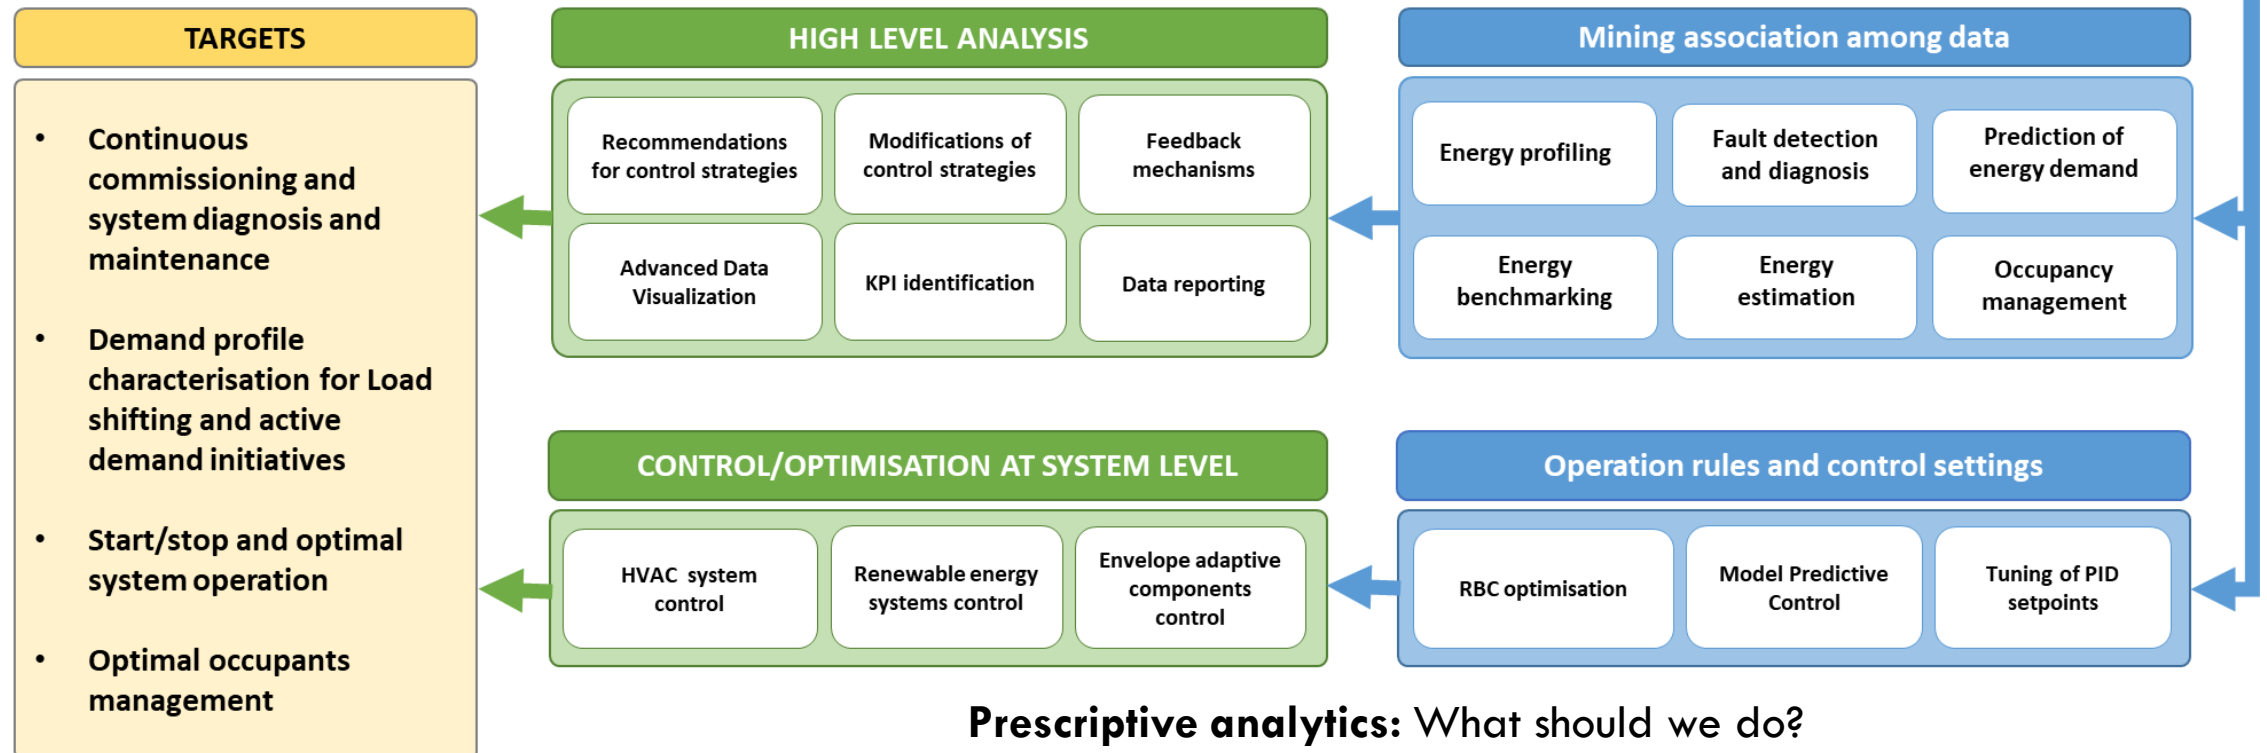 TARGETS
• Continuous
commissioning and
system diagnosis and
maintenance
• Demand profile
characterisation for Load
shifting and active
demand initiatives
• Start/stop and optimal
system operation
• Optimal occupants
management
HIGH LEVEL ANALYSIS
Recommendations
for control strategies
Modifications of
control strategies
Feedback
mechanisms
Advanced Data
Visualization
KPI identification
Data reporting
Mining association among data
Energy profiling
Fault detection
and diagnosis
Prediction of
energy demand
Energy
benchmarking
Energy
estimation
Occupancy
management
CONTROL/OPTIMISATION AT SYSTEM LEVEL
HVAC system
control
Renewable energy
systems control
Envelope adaptive
components
control
Operation rules and control settings
RBC optimisation
Model Predictive
Control
Tuning of PID
setpoints
Prescriptive analytics: What should we do?